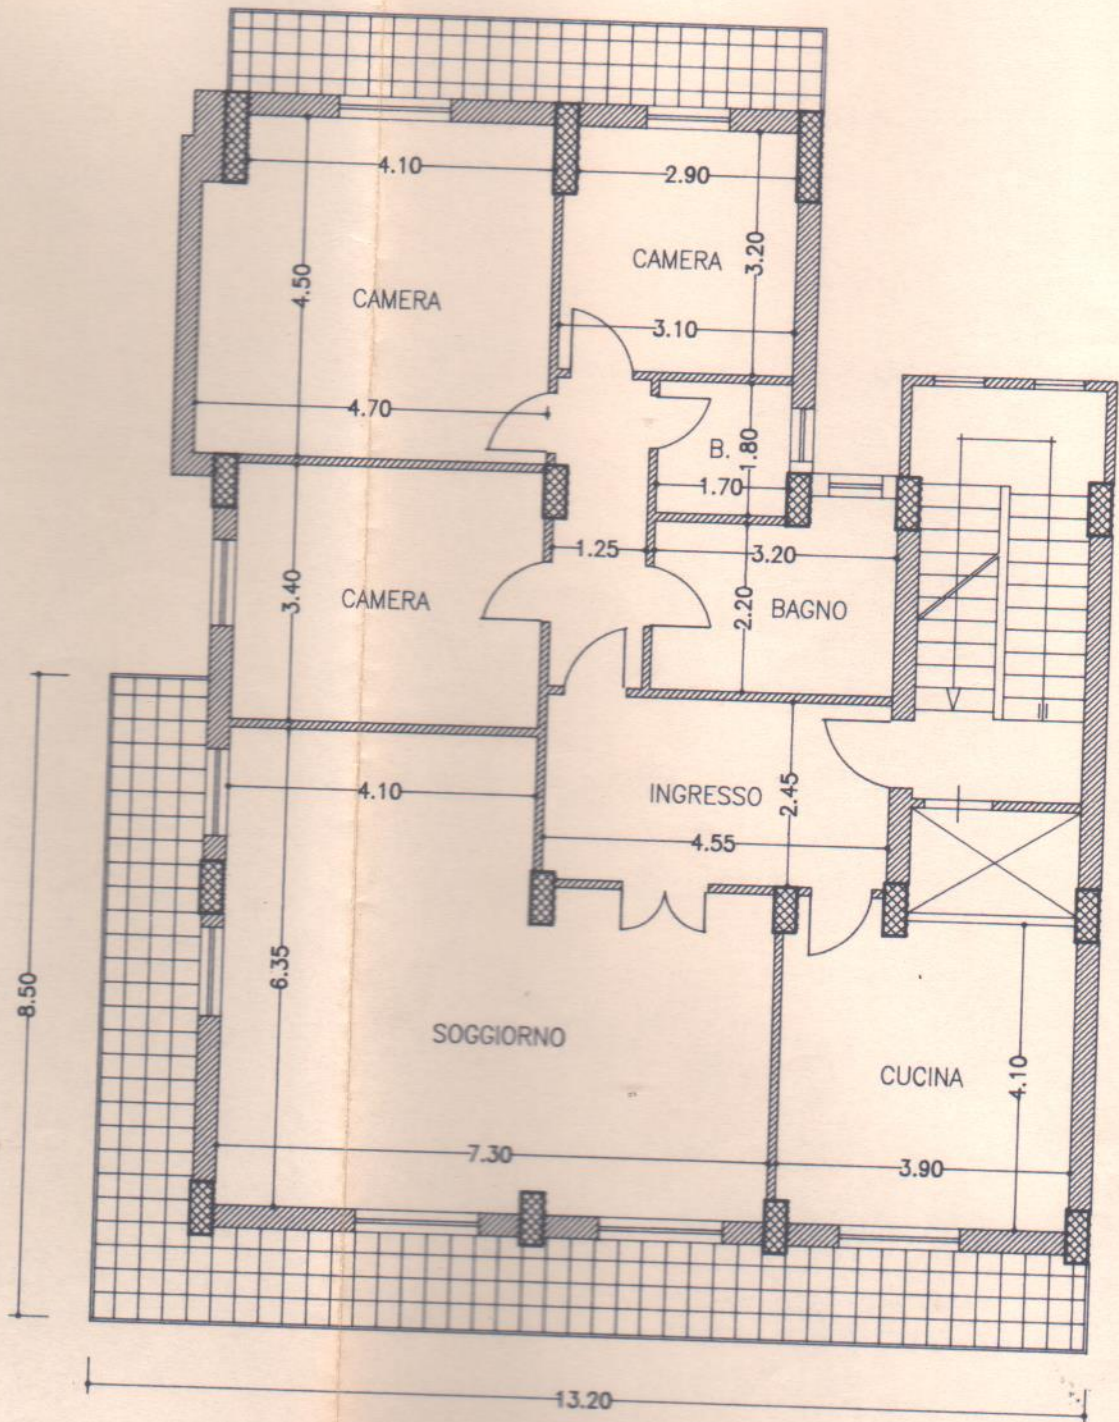 4.10
2.90
CAMERA
3.20
4.50
CAMERA
3.10
4.70
B.
1.80
1.70
1.25
3.20
3.40
CAMERA
2.20
BAGNO
4.10
INGRESSO
2.45
4.55
8.50
6.35
SOGGIORNO
CUCINA
4.10
7.30
3.90
13.20